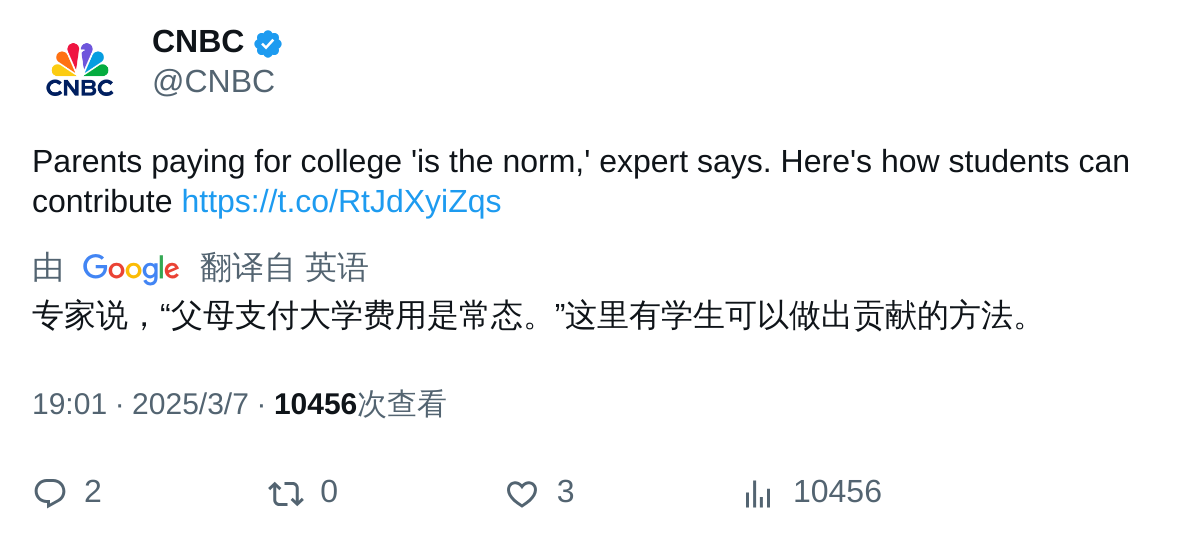 CNBC
CNBC
@CNBC
Parents paying for college 'is the norm,' expert says. Here's how students can
contribute https://t.co/RtJdXyiZqs
由 Google 翻译自 英语
专家说，“父母支付大学费用是常态。”这里有学生可以做出贡献的方法。
19:01 · 2025/3/7 · 10456次查看
2 0 3 10456